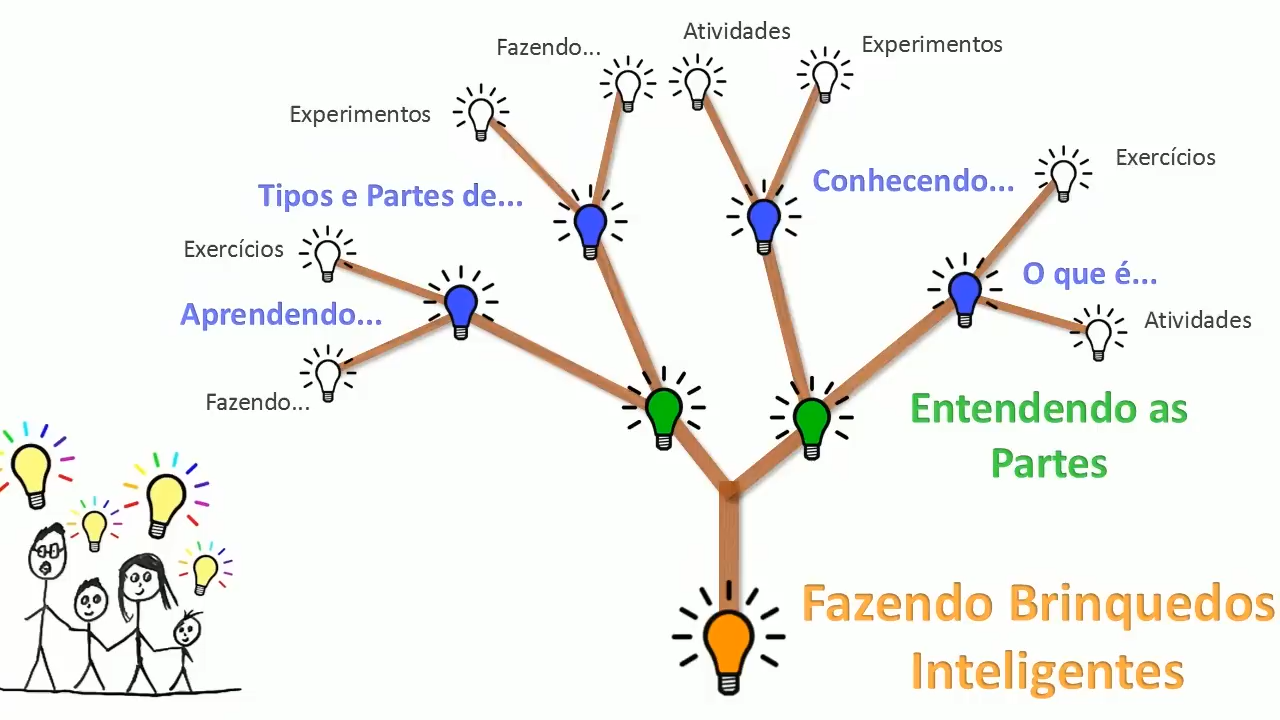 Atividades
Fazendo...
Experimentos
Experimentos
Exercícios
Conhecendo...
Tipos e Partes de...
Exercícios
O que é...
Aprendendo...
Atividades
Fazendo...
Entendendo as
Partes
Fazendo Brinquedos
Inteligentes